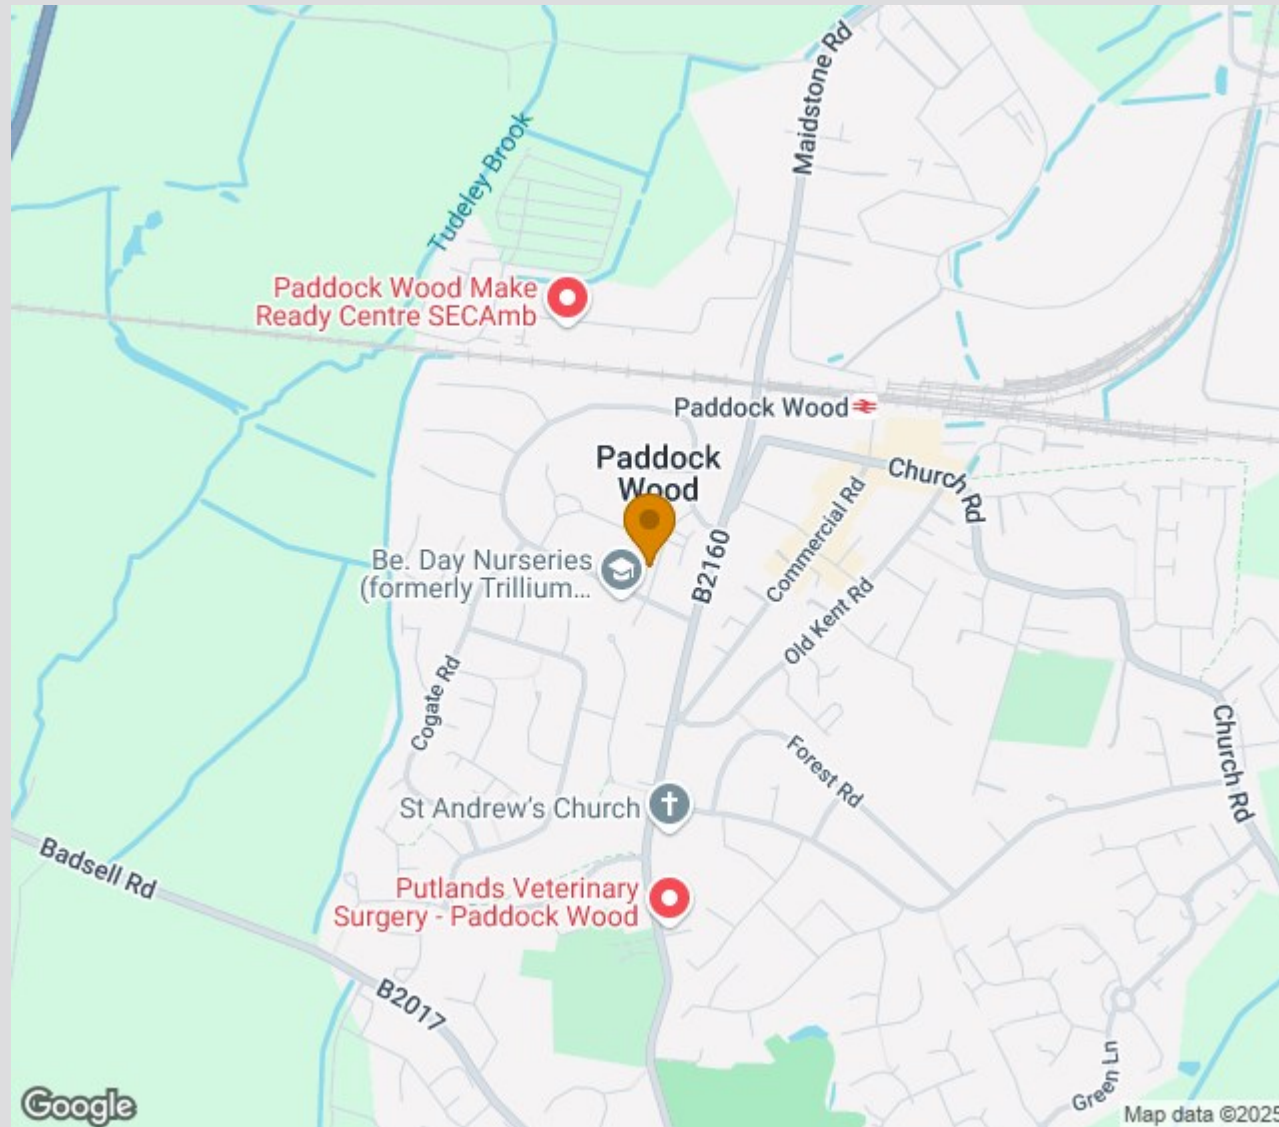 Maidstone Rd
Tudeley Brook
Paddock Wood Make
Ready Centre SECAmb
Paddock Wood
Paddock
Wood
Church Rd
Commercial Rd
B2160
Be. Day Nurseries
(formerly Trillium...
Old Kent Rd
Cogate Rd
Church Rd
Forest Rd
St Andrew's Church
Badsell Rd
Putlands Veterinary
Surgery - Paddock Wood
B2017
Green Ln
Google
Map data ©2025